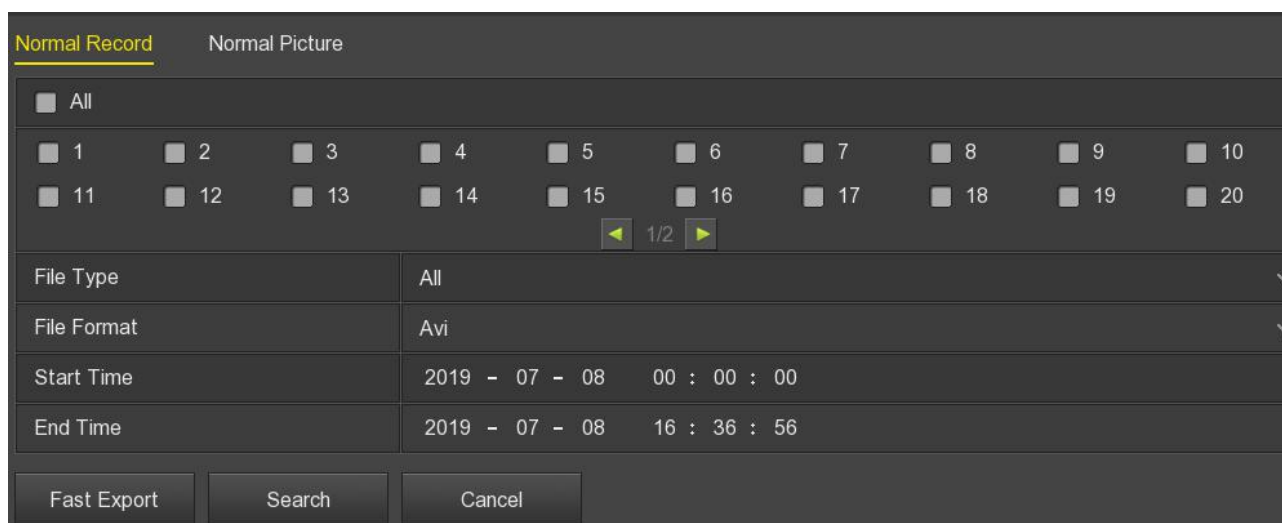 Normal Record Normal Picture
All
1 2 3 4 5 6 7 8 9 10
11 12 13 14 15 16 17 18 19 20
1/2
File Type All
File Format Avi
Start Time 2019 - 07 - 08 00 : 00 : 00
End Time 2019 - 07 - 08 16 : 36 : 56
Fast Export Search Cancel